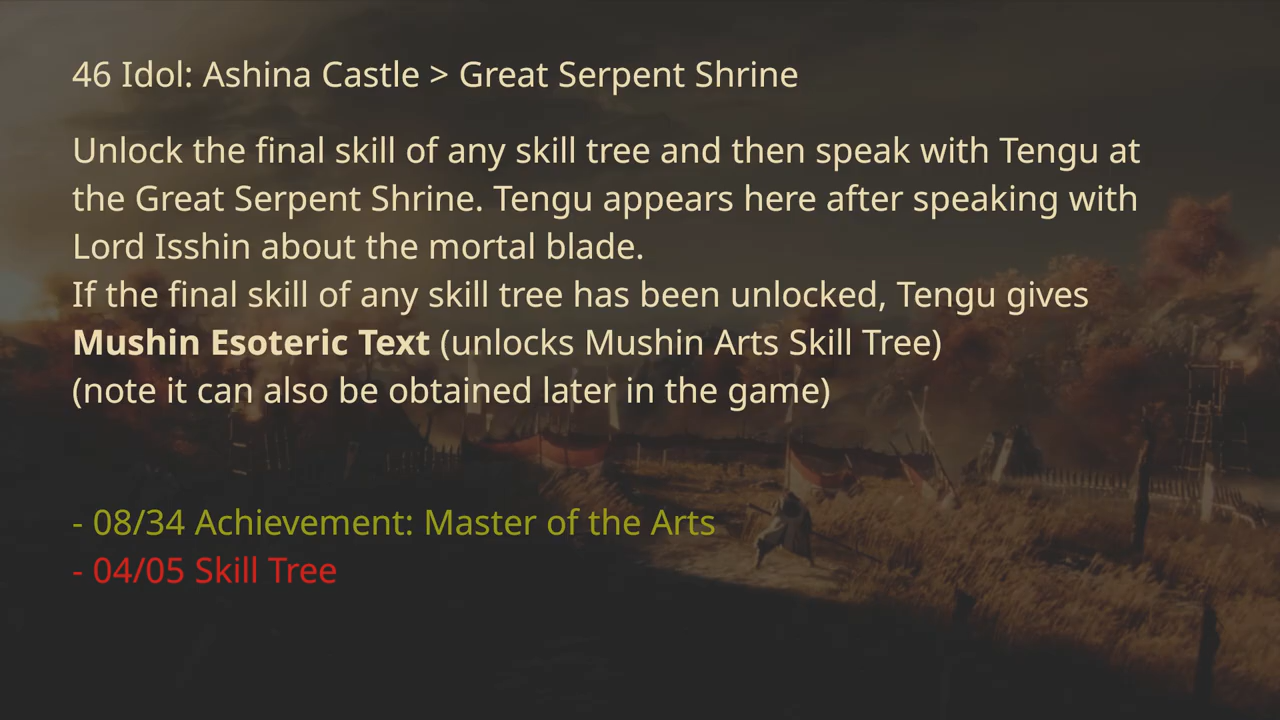 46 Idol: Ashina Castle > Great Serpent Shrine
Unlock the final skill of any skill tree and then speak with Tengu at
the Great Serpent Shrine. Tengu appears here after speaking with
Lord Isshin about the mortal blade.
If the final skill of any skill tree has been unlocked, Tengu gives
Mushin Esoteric Text (unlocks Mushin Arts Skill Tree)
(note it can also be obtained later in the game)
- 08/34 Achievement: Master of the Arts
- 04/05 Skill Tree